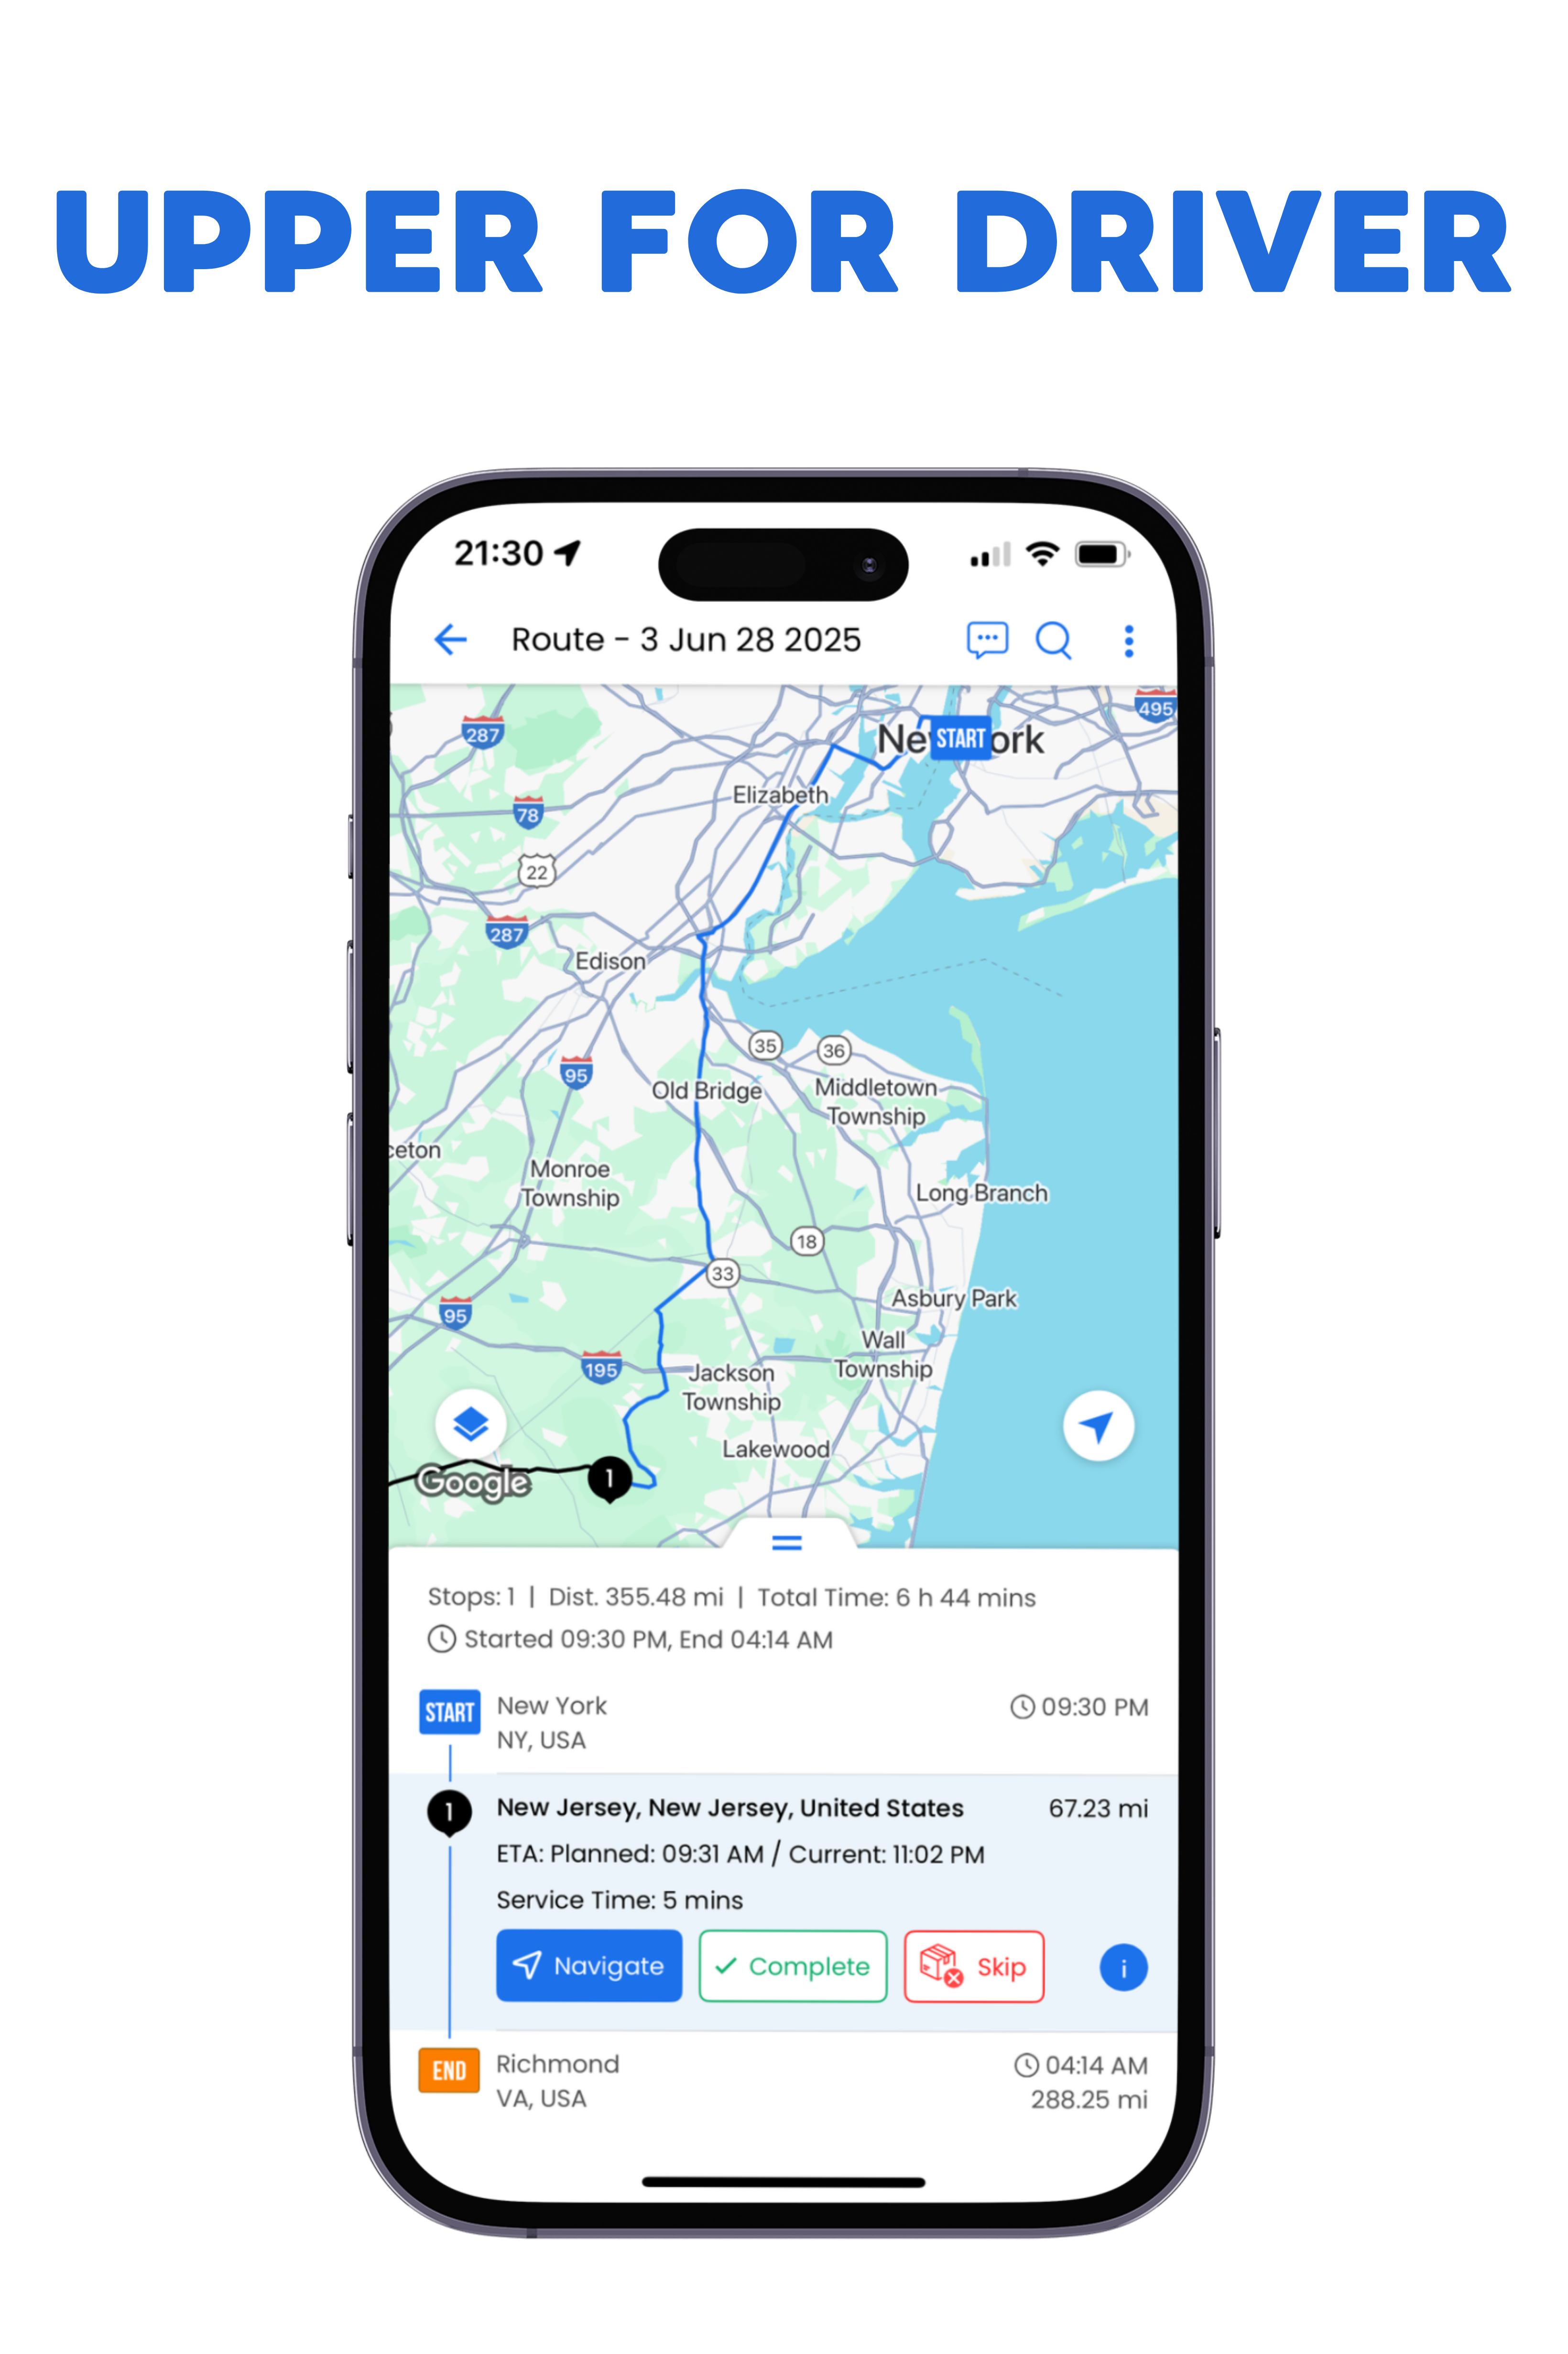 UPPER FOR DRIVER
21:30
Route - 3 Jun 28 2025
495
287
START
Elizabeth
78
22
287
Edison
35
36
95
Old Bridge
Middletown
Township
ceton
Monroe
Township
Long Branch
18
33
Asbury Park
95
Wall
Township
195
Jackson
Township
Lakewood
1
Google
Stops: 1 | Dist. 355.48 mi | Total Time: 6 h 44 mins
Started 09:30 PM, End 04:14 AM
START New York 09:30 PM
NY, USA
1 New Jersey, New Jersey, United States 67.23 mi
ETA: Planned: 09:31 AM / Current: 11:02 PM
Service Time: 5 mins
Navigate Complete Skip i
END Richmond 04:14 AM
VA, USA 288.25 mi